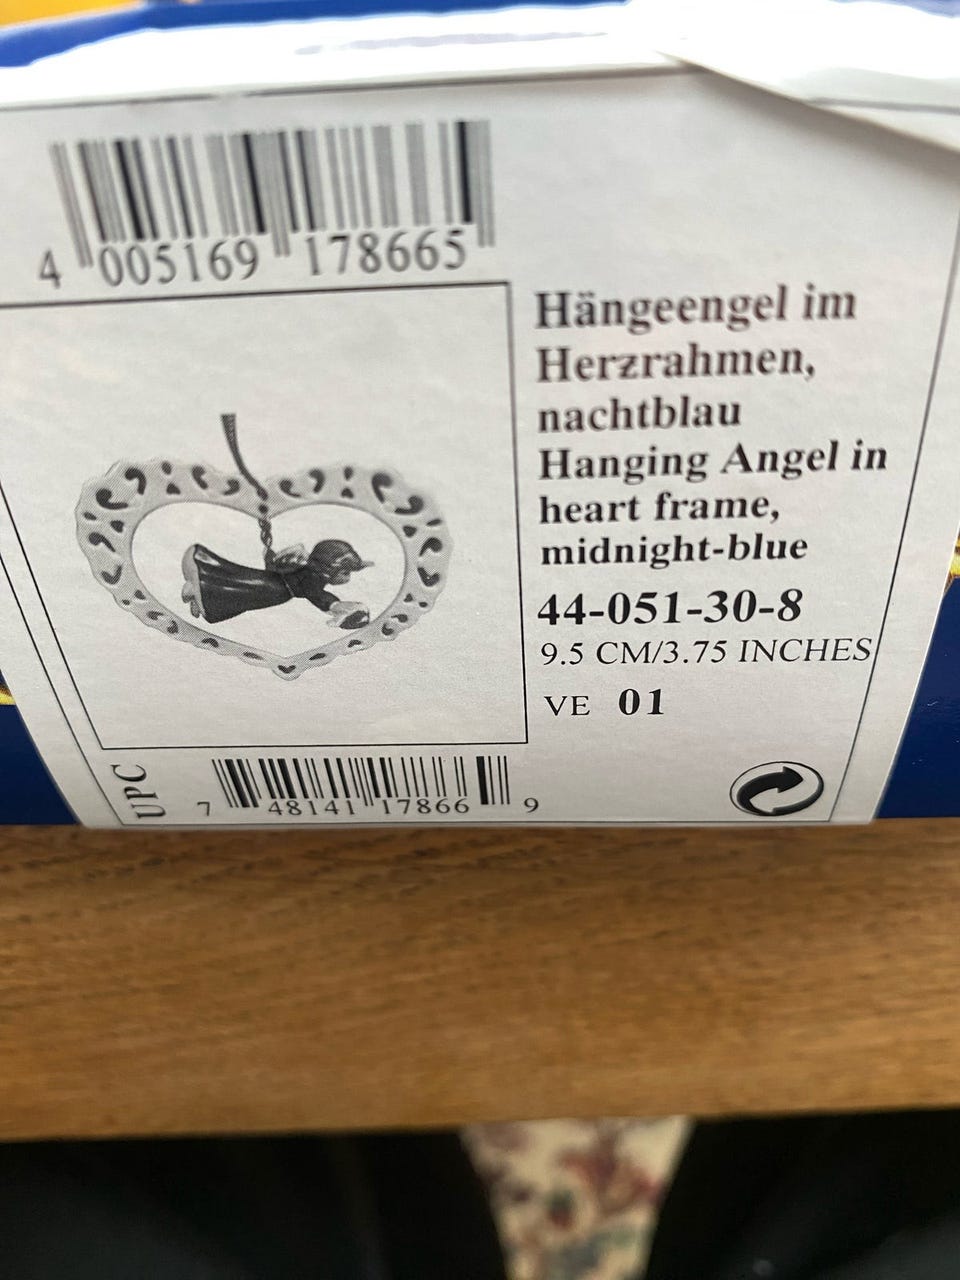 4 005169 178665
Hängeengel im
Herzrahmen,
nachtblau
Hanging Angel in
heart frame,
midnight-blue
44-051-30-8
9.5 CM/3.75 INCHES
VE 01
UPC
7 48141 17866 9